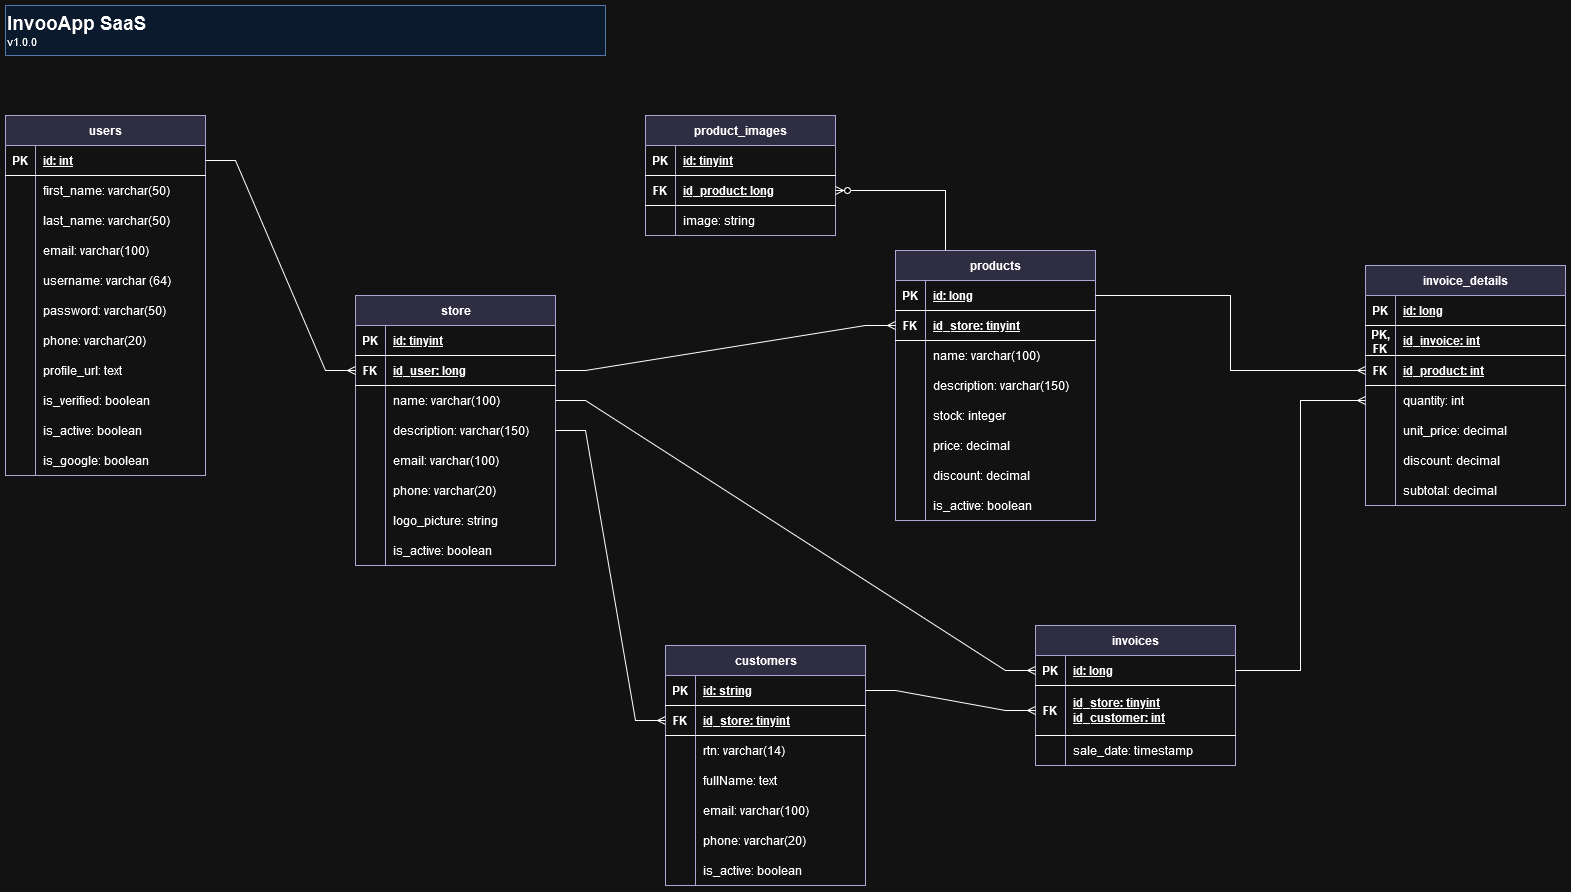 InvooApp SaaS
v1.0.0
users
PK id: int
first_name: varchar(50)
last_name: varchar(50)
email: varchar(100)
username: varchar (64)
password: varchar(50)
phone: varchar(20)
profile_url: text
is_verified: boolean
is_active: boolean
is_google: boolean
store
PK id: tinyint
FK id_user: long
name: varchar(100)
description: varchar(150)
email: varchar(100)
phone: varchar(20)
logo_picture: string
is_active: boolean
product_images
PK id: tinyint
FK id_product: long
image: string
products
PK id: long
FK id_store: tinyint
name: varchar(100)
description: varchar(150)
stock: integer
price: decimal
discount: decimal
is_active: boolean
invoice_details
PK id: long
PK,
FK id_invoice: int
FK id_product: int
quantity: int
unit_price: decimal
discount: decimal
subtotal: decimal
customers
PK id: string
FK id_store: tinyint
rtn: varchar(14)
fullName: text
email: varchar(100)
phone: varchar(20)
is_active: boolean
invoices
PK id: long
FK id_store: tinyint
id_customer: int
sale_date: timestamp